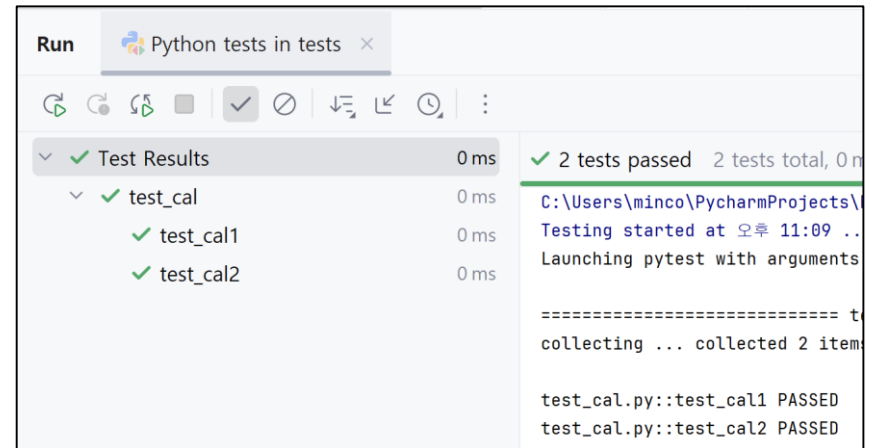 Run Python tests in tests
Test Results 0 ms
test_cal 0 ms
test_cal1 0 ms
test_cal2 0 ms
2 tests passed 2 tests total, 0
C:\Users\minco\PycharmProjects\
Testing started at 오후 11:09 ..
Launching pytest with arguments
=============================
collecting ... collected 2 items
test_cal.py::test_cal1 PASSED
test_cal.py::test_cal2 PASSED